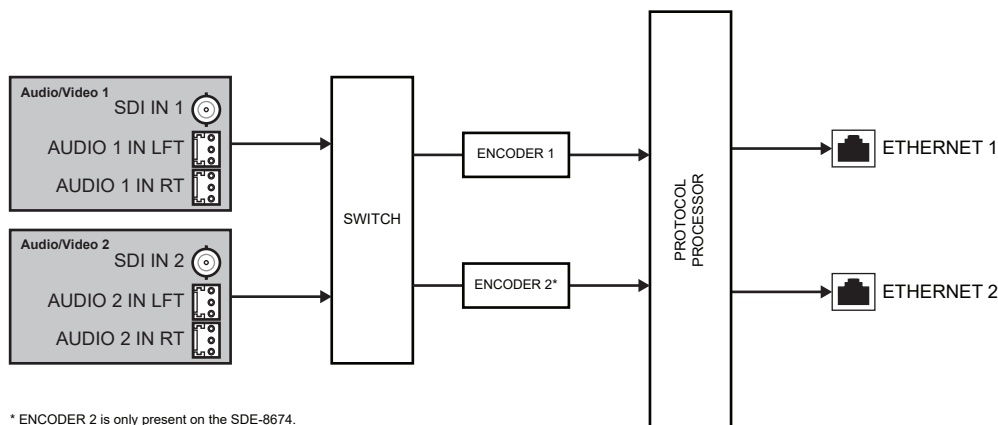 Audio/Video 1
SDI IN 1
AUDIO 1 IN LFT
AUDIO 1 IN RT
Audio/Video 2
SDI IN 2
AUDIO 2 IN LFT
AUDIO 2 IN RT
SWITCH
ENCODER 1
ENCODER 2*
PROTOCOL
PROCESSOR
ETHERNET 1
ETHERNET 2
* ENCODER 2 is only present on the SDE-8674.